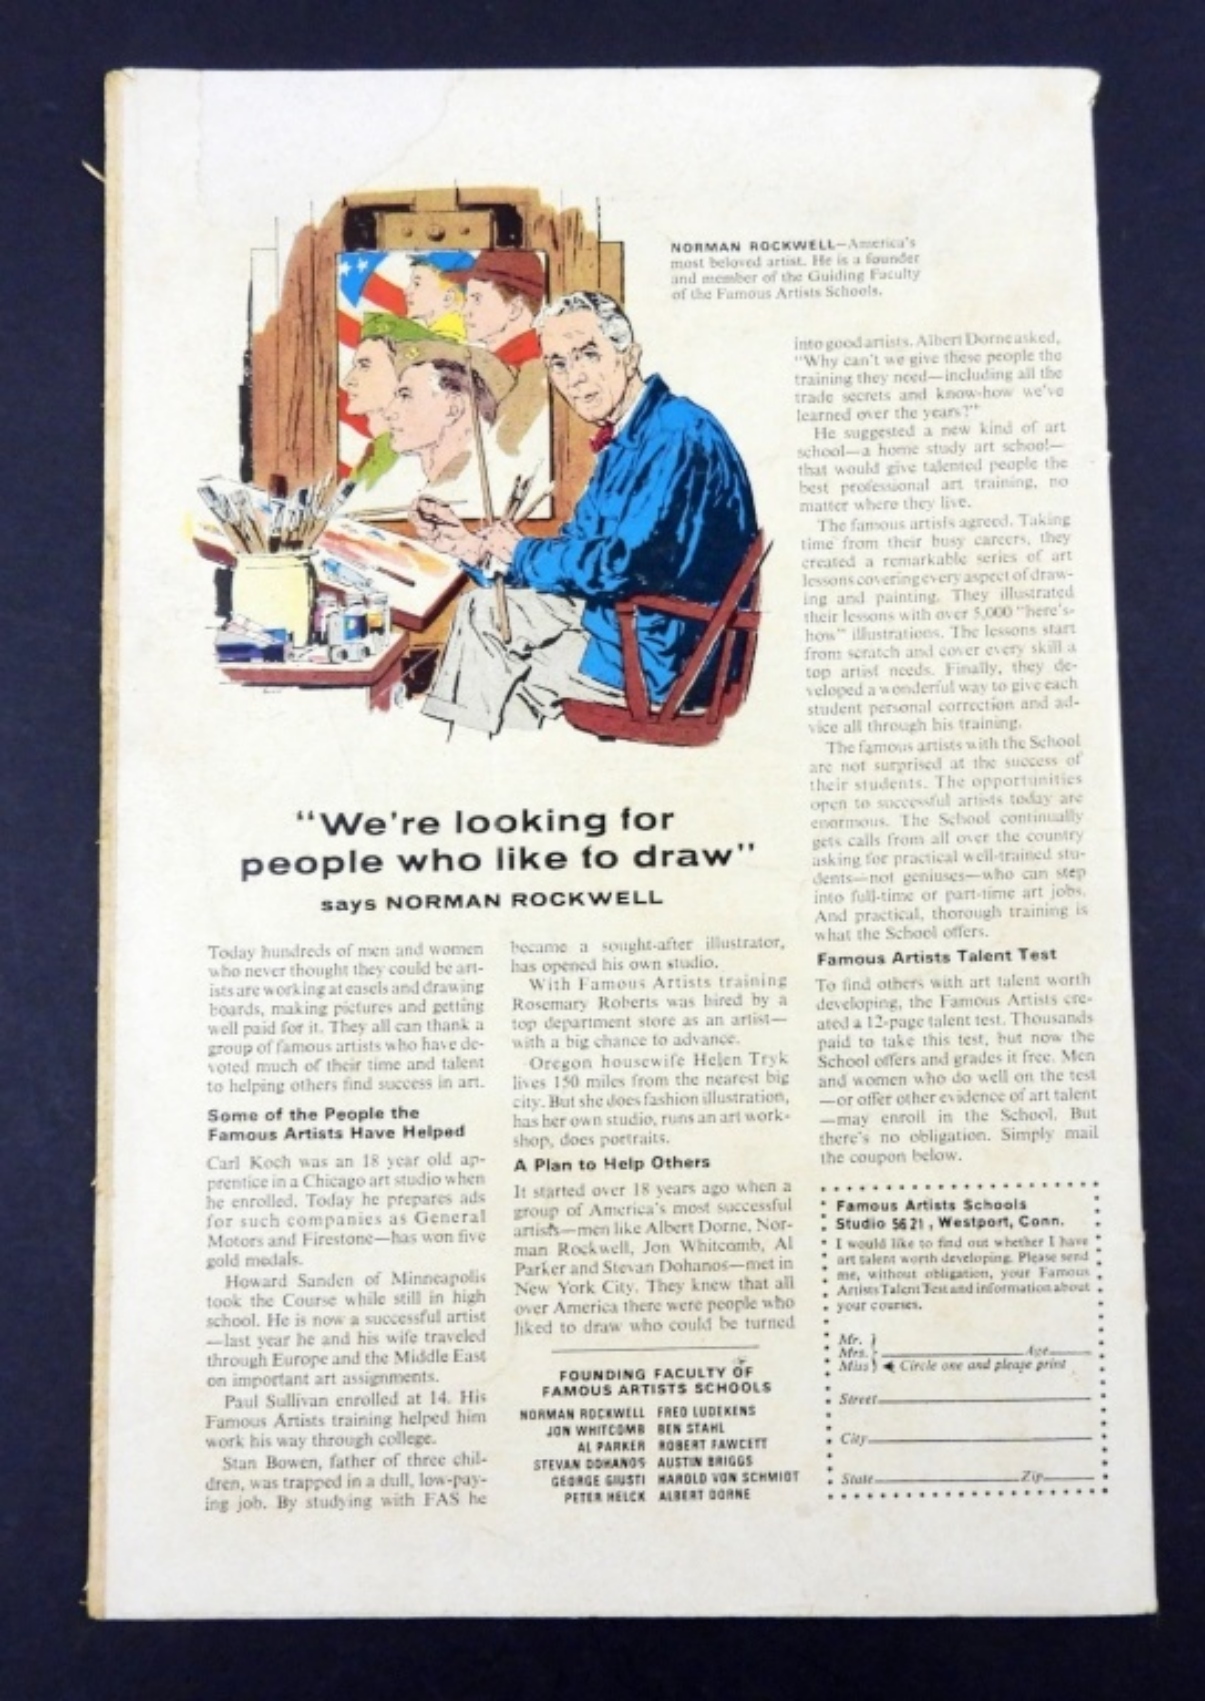 NORMAN ROCKWELL—America's
most beloved artist. He is a founder
and member of the Guiding Faculty
of the Famous Artists Schools.
"We're looking for
people who like to draw"
says NORMAN ROCKWELL
Today hundreds of men and women
who never thought they could be art-
ists are working at easels and drawing
boards, making pictures and getting
well paid for it. They all can thank a
group of famous artists who have de-
voted much of their time and talent
to helping others find success in art.
Some of the People the
Famous Artists Have Helped
Carl Koch was an 18 year old ap-
prentice in a Chicago art studio when
he enrolled. Today he prepares ads
for such companies as General
Motors and Firestone—has won five
gold medals.
Howard Sanden of Minneapolis
took the Course while still in high
school. He is now a successful artist
—last year he and his wife traveled
through Europe and the Middle East
on important art assignments.
Paul Sullivan enrolled at 14. His
Famous Artists training helped him
work his way through college.
Stan Bowen, father of three chil-
dren, was trapped in a dull, low-pay-
ing job. By studying with FAS he
became a sought-after illustrator,
has opened his own studio.
With Famous Artists training
Rosemary Roberts was hired by a
top department store as an artist—
with a big chance to advance.
Oregon housewife Helen Tryk
lives 150 miles from the nearest big
city. But she does fashion illustration,
has her own studio, runs an art work-
shop, does portraits.
A Plan to Help Others
It started over 18 years ago when a
group of America's most successful
artists—men like Albert Dorne, Nor-
man Rockwell, Jon Whitcomb, Al
Parker and Stevan Dohanos—met in
New York City. They knew that all
over America there were people who
liked to draw who could be turned
FOUNDING FACULTY OF
FAMOUS ARTISTS SCHOOLS
NORMAN ROCKWELL FRED LUDEKENS
JON WHITCOMB BEN STAHL
AL PARKER ROBERT FAWCETT
STEVAN DOHANOS AUSTIN BRIGGS
GEORGE GIUSTI HAROLD VON SCHMIDT
PETER HELCK ALBERT DORNE
into good artists. Albert Dorne asked,
"Why can't we give these people the
training they need—including all the
trade secrets and know-how we've
learned over the years?"
He suggested a new kind of art
school—a home study art school—
that would give talented people the
best professional art training, no
matter where they live.
The famous artists agreed. Taking
time from their busy careers, they
created a remarkable series of art
lessons covering every aspect of draw-
ing and painting. They illustrated
their lessons with over 5,000 "here's-
how" illustrations. The lessons start
from scratch and cover every skill a
top artist needs. Finally, they de-
veloped a wonderful way to give each
student personal correction and ad-
vice all through his training.
The famous artists with the School
are not surprised at the success of
their students. The opportunities
open to successful artists today are
enormous. The School continually
gets calls from all over the country
asking for practical well-trained stu-
dents—not geniuses—who can step
into full-time or part-time art jobs.
And practical, thorough training is
what the School offers.
Famous Artists Talent Test
To find others with art talent worth
developing, the Famous Artists cre-
ated a 12-page talent test. Thousands
paid to take this test, but now the
School offers and grades it free. Men
and women who do well on the test
—or offer other evidence of art talent
—may enroll in the School. But
there's no obligation. Simply mail
the coupon below.
Famous Artists Schools
Studio 5621, Westport, Conn.
I would like to find out whether I have
art talent worth developing. Please send
me, without obligation, your Famous
Artists Talent Test and information about
your courses.
Mr.
Mrs. Age
Miss Circle one and please print
Street
City
State Zip